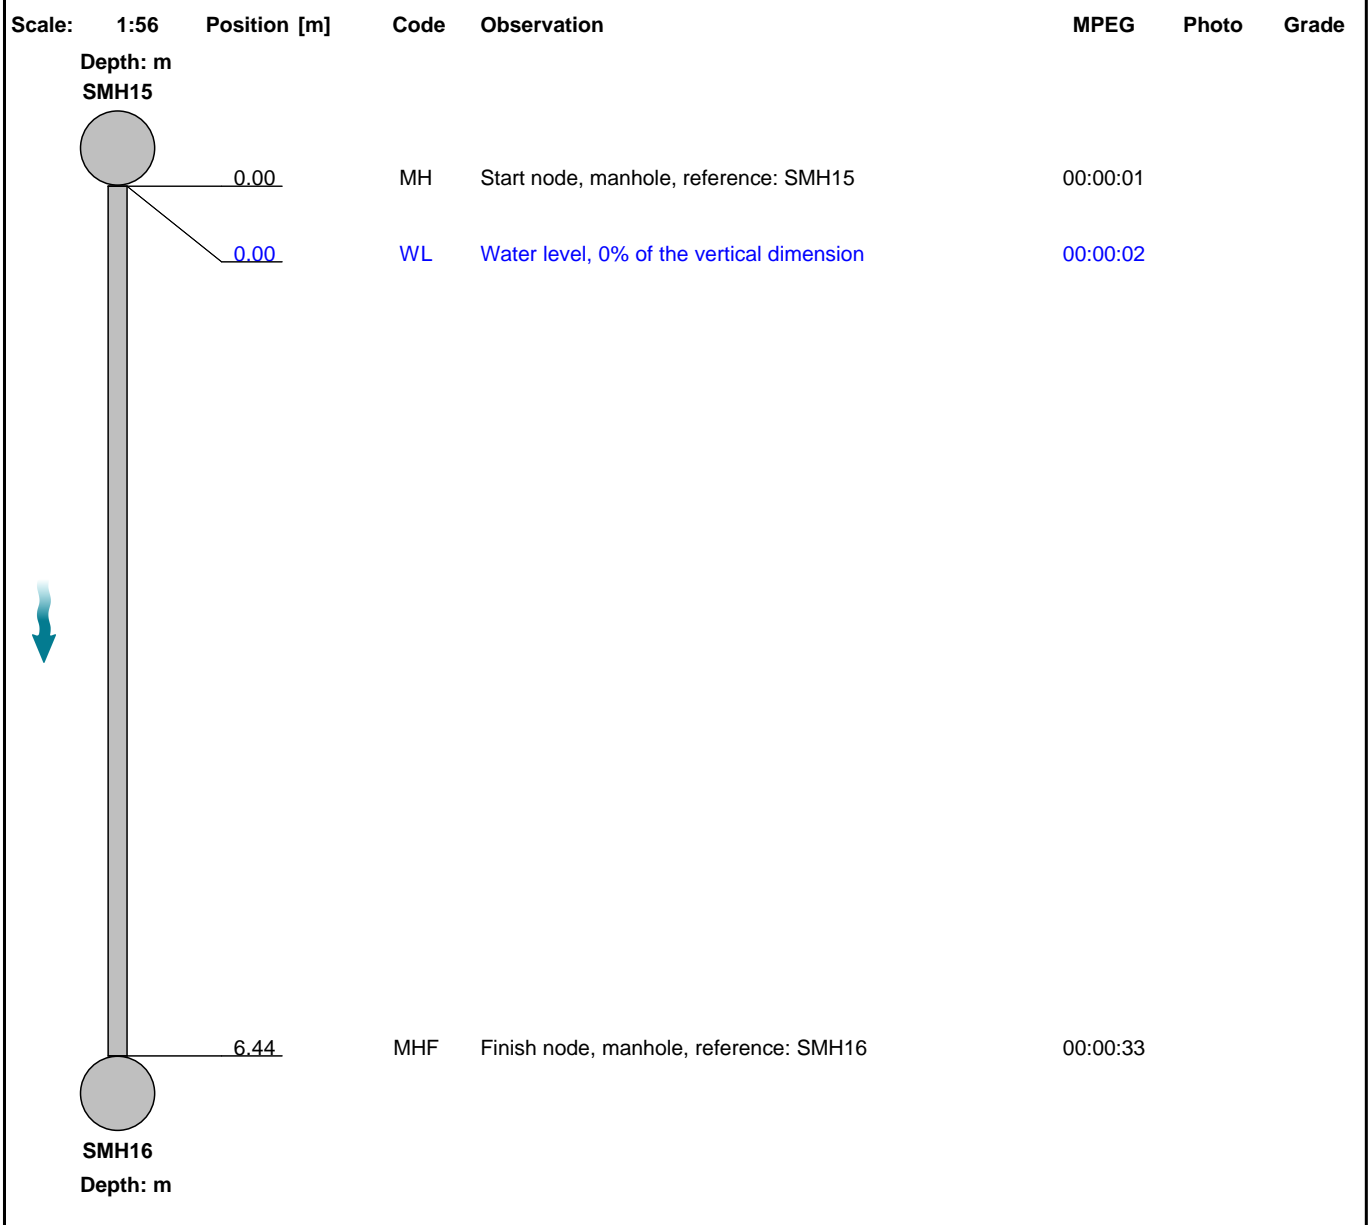 Scale: 1:56 Position [m] Code Observation MPEG Photo Grade
Depth: m
SMH15
0.00 MH Start node, manhole, reference: SMH15 00:00:01
0.00 WL Water level, 0% of the vertical dimension 00:00:02
6.44 MHF Finish node, manhole, reference: SMH16 00:00:33
SMH16
Depth: m